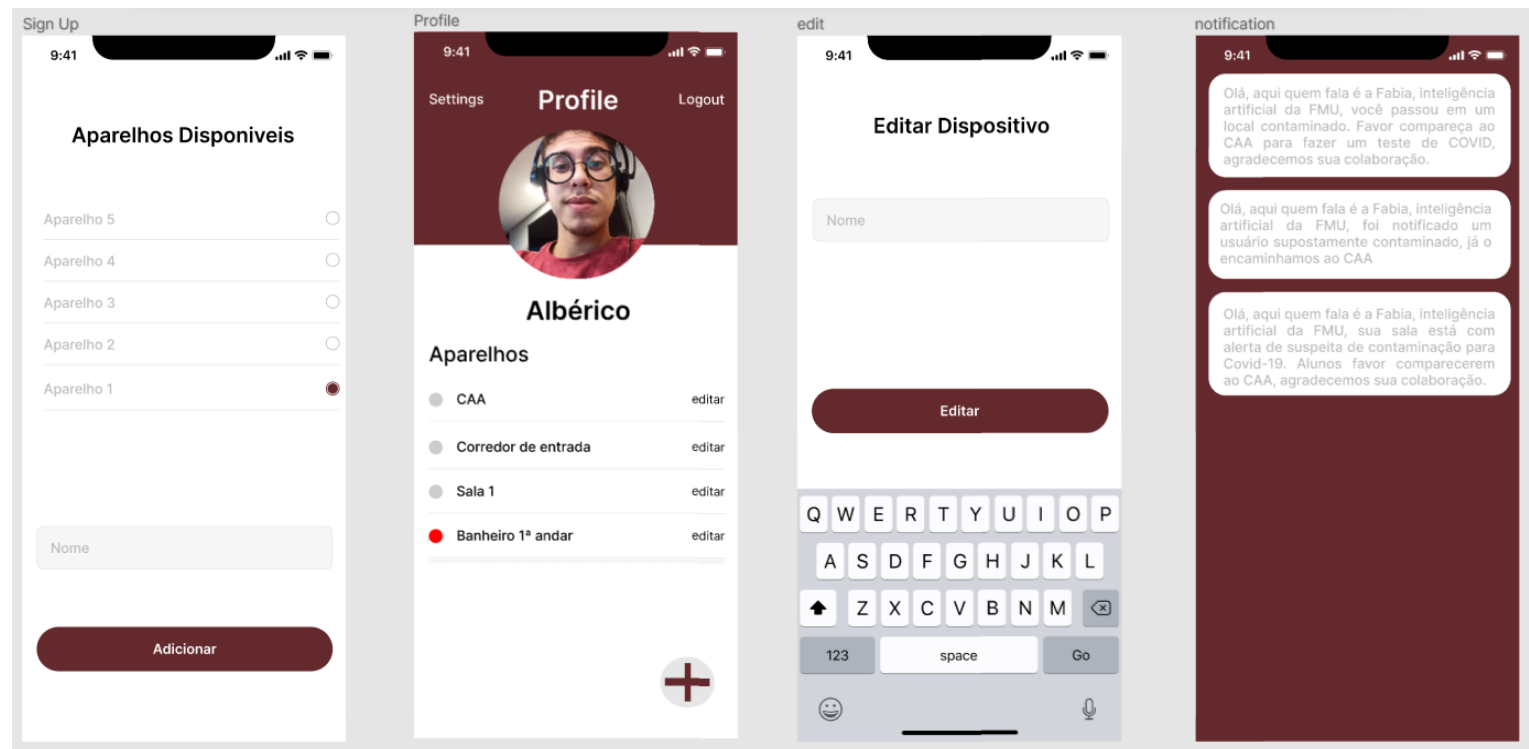 Sign Up
9:41
Aparelhos Disponiveis
Aparelho 5
Aparelho 4
Aparelho 3
Aparelho 2
Aparelho 1
Nome
Adicionar
Profile
9:41
Settings
Profile
Logout
Albérico
Aparelhos
CAA editar
Corredor de entrada editar
Sala 1 editar
Banheiro 1ª andar editar
edit
9:41
Editar Dispositivo
Nome
Editar
Q W E R T Y U I O P
A S D F G H J K L
Z X C V B N M
123 space Go
notification
9:41
Olá, aqui quem fala é a Fabia, inteligência
artificial da FMU, você passou em um
local contaminado. Favor compareça ao
CAA para fazer um teste de COVID,
agradecemos sua colaboração.
Olá, aqui quem fala é a Fabia, inteligência
artificial da FMU, foi notificado um
usuário supostamente contaminado, já o
encaminhamos ao CAA
Olá, aqui quem fala é a Fabia, inteligência
artificial da FMU, sua sala está com
alerta de suspeita de contaminação para
Covid-19. Alunos favor comparecerem
ao CAA, agradecemos sua colaboração.